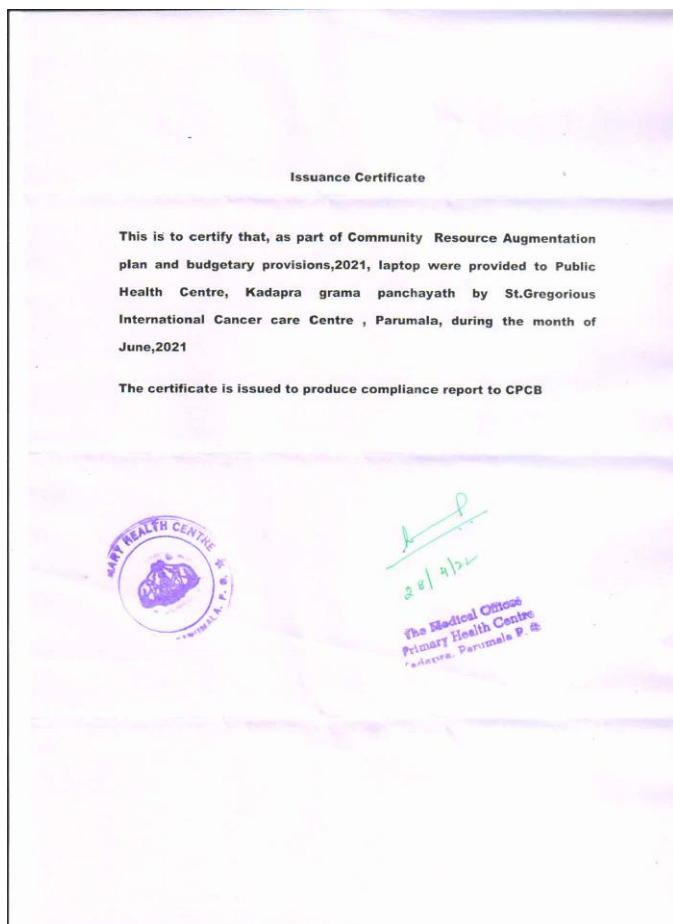 Issuance Certificate
This is to certify that, as part of Community Resource Augmentation
plan and budgetary provisions,2021, laptop were provided to Public
Health Centre, Kadapra grama panchayath by St.Gregorious
International Cancer care Centre , Parumala, during the month of
June,2021
The certificate is issued to produce compliance report to CPCB
MARY HEALTH CENTRE
PARUMALA. P. O.
28/4/22
The Medical Officer
Primary Health Centre
Kadapra, Parumala P. O.